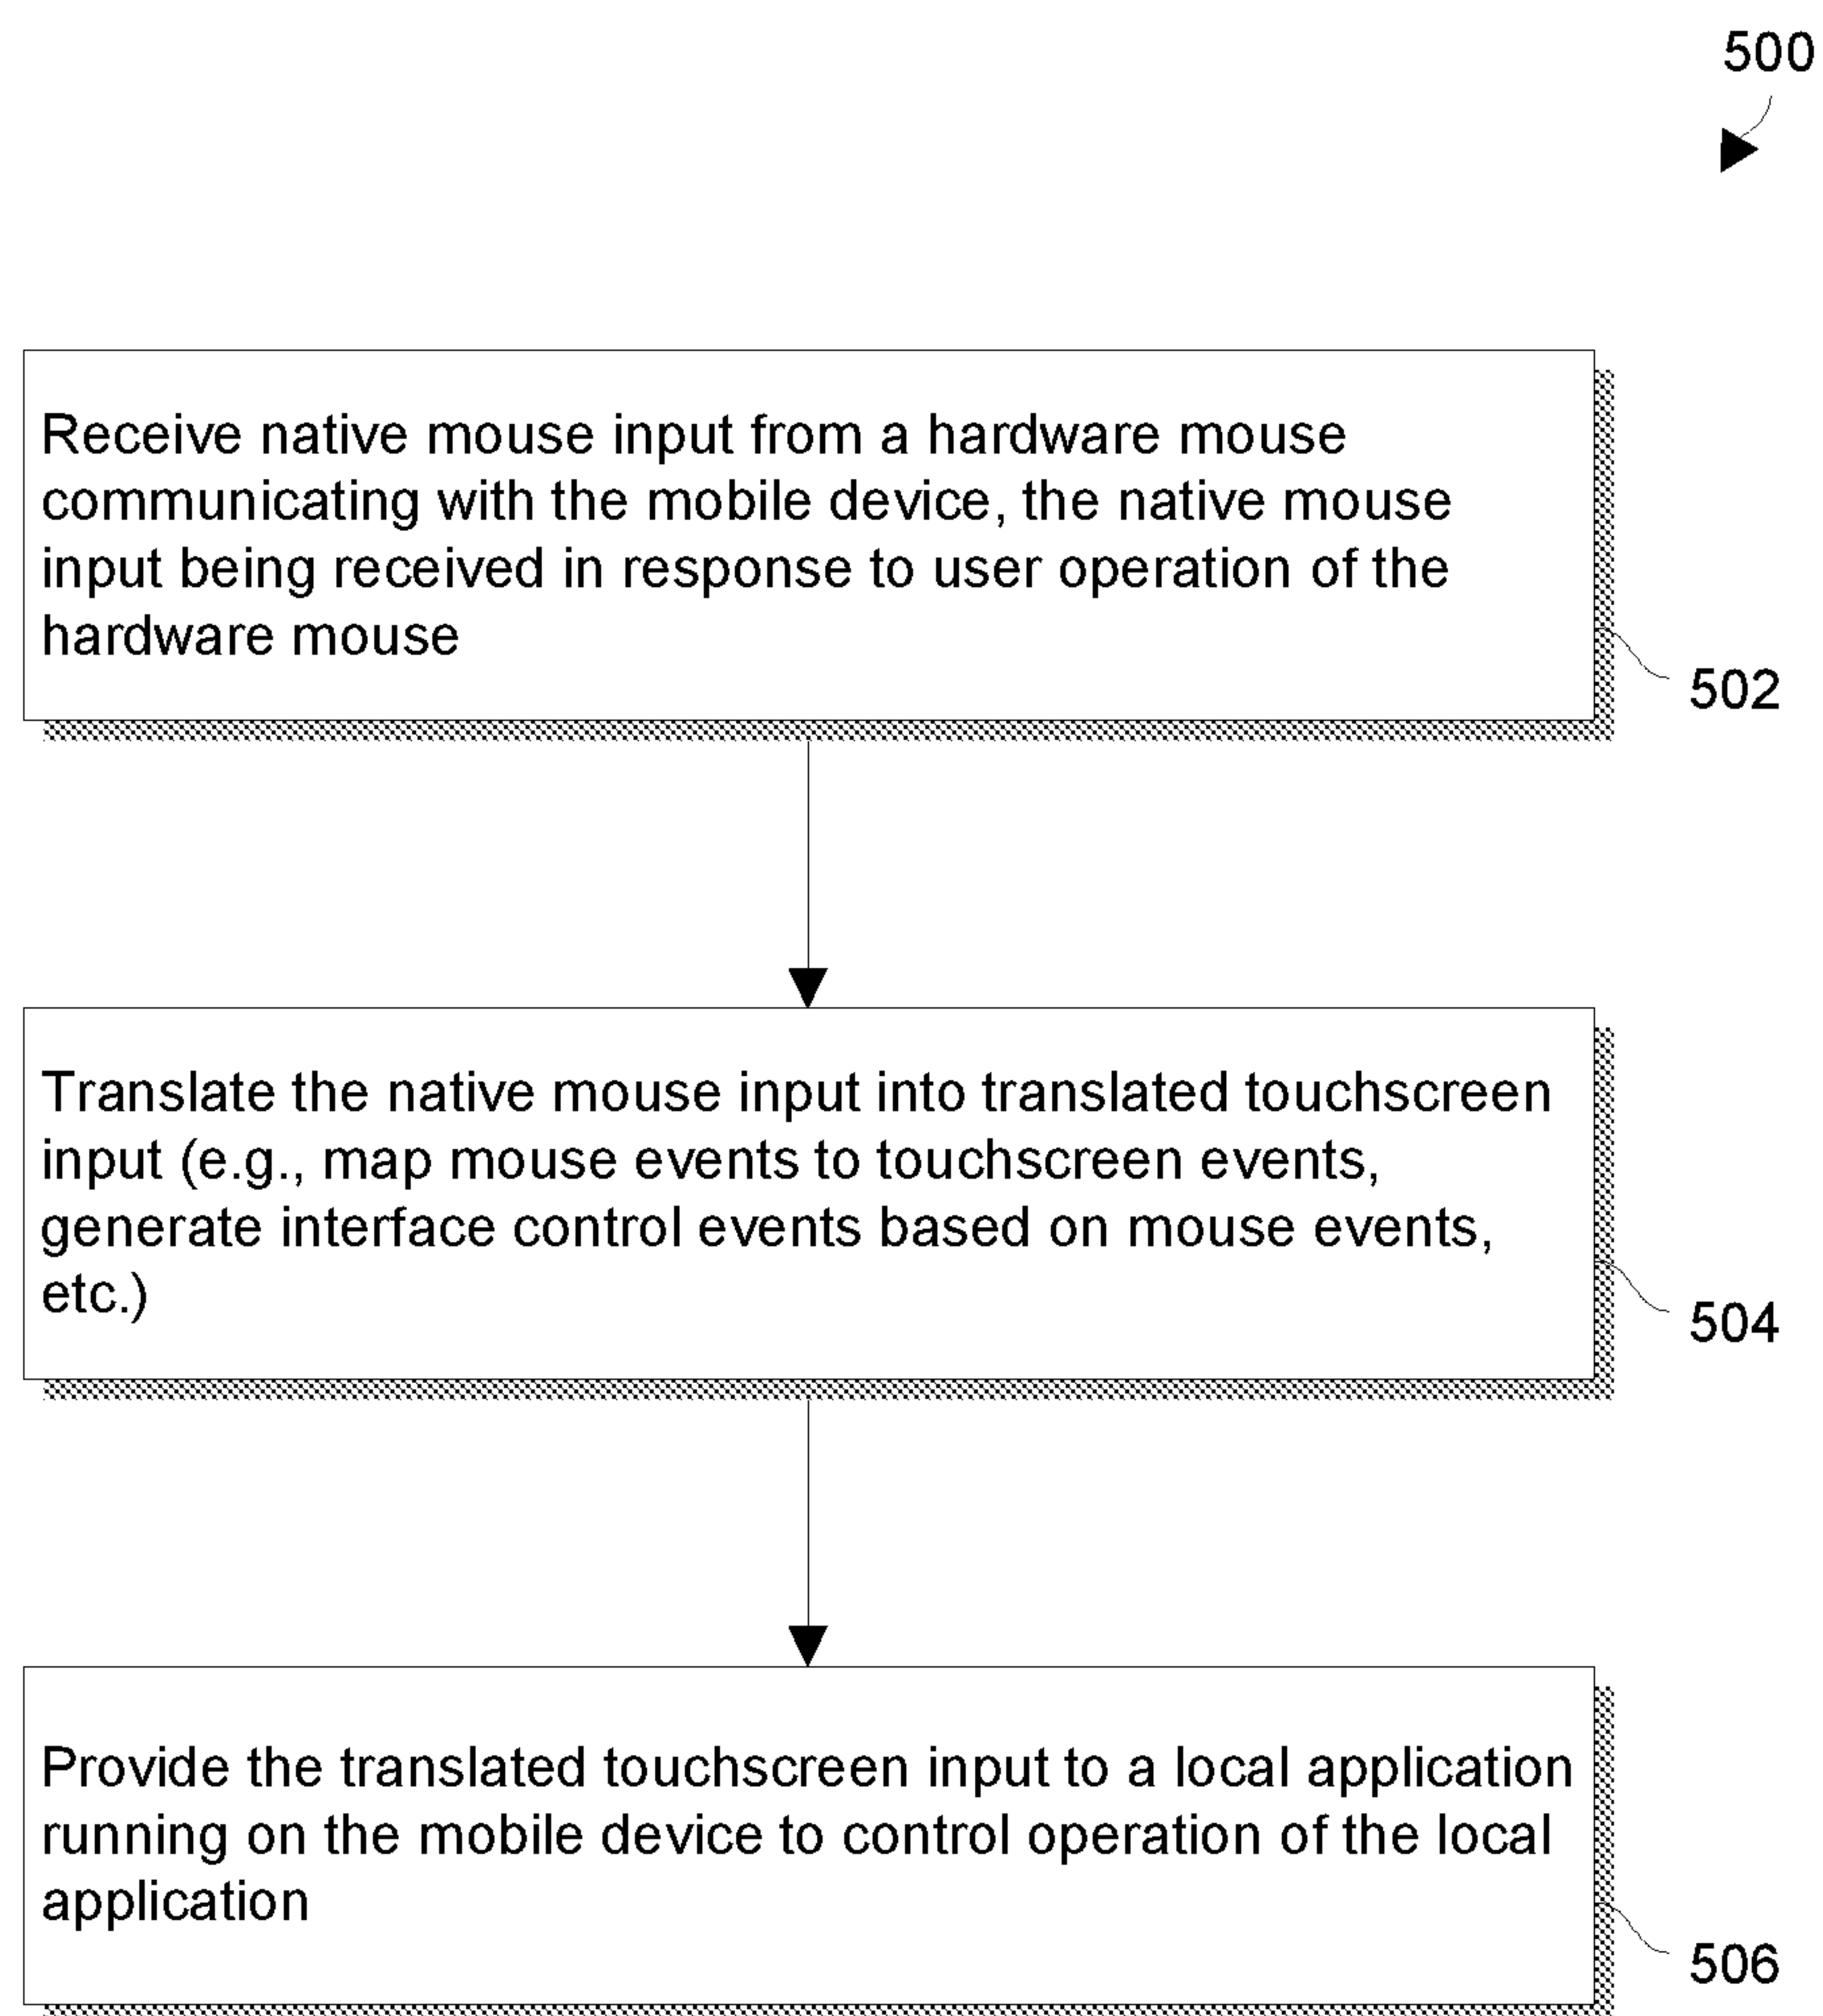 500
Receive native mouse input from a hardware mouse
communicating with the mobile device, the native mouse
input being received in response to user operation of the
hardware mouse
502
Translate the native mouse input into translated touchscreen
input (e.g., map mouse events to touchscreen events,
generate interface control events based on mouse events,
etc.)
504
Provide the translated touchscreen input to a local application
running on the mobile device to control operation of the local
application
506